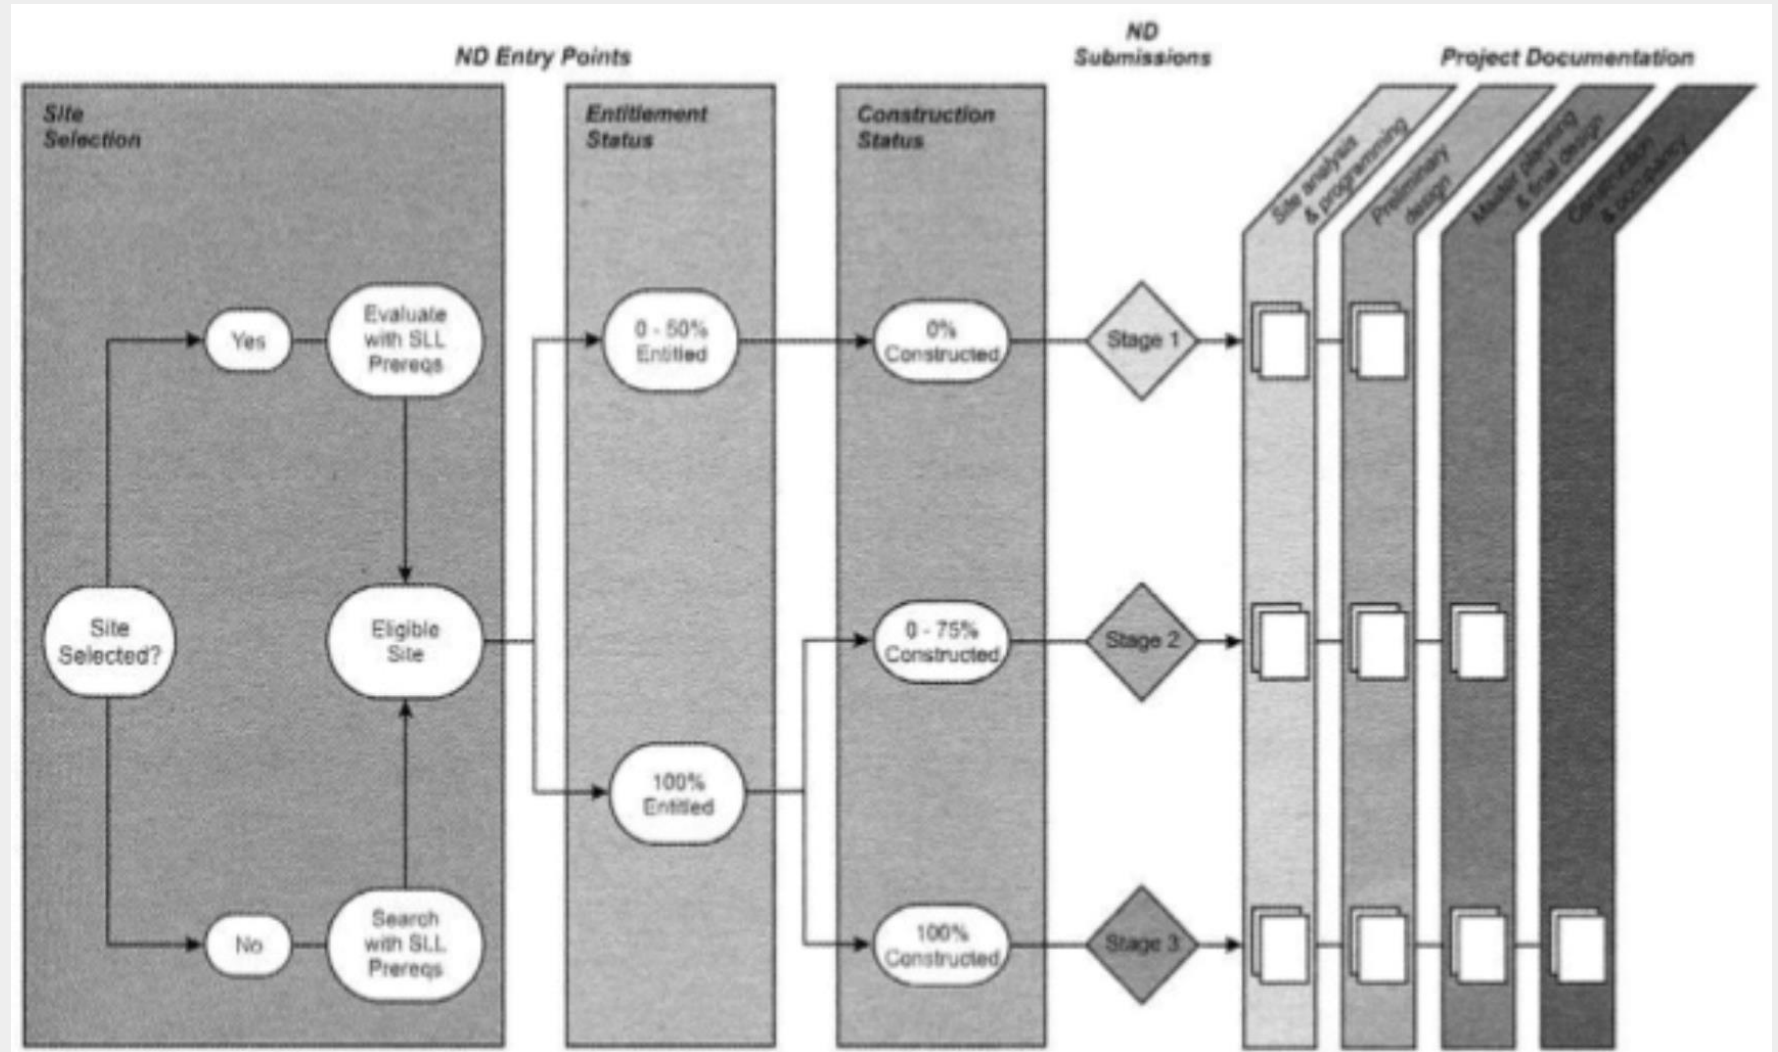 ND Entry Points
ND
Submissions
Project Documentation
Site
Selection
Entitlement
Status
Construction
Status
Site analysis
& programming
Preliminary
design
Master planning
& final design
Construction
& occupancy
Yes
Evaluate
with SLL
Prereqs
0 - 50%
Entitled
0%
Constructed
Stage 1
Site
Selected?
Eligible
Site
0 - 75%
Constructed
Stage 2
100%
Entitled
No
Search
with SLL
Prereqs
100%
Constructed
Stage 3